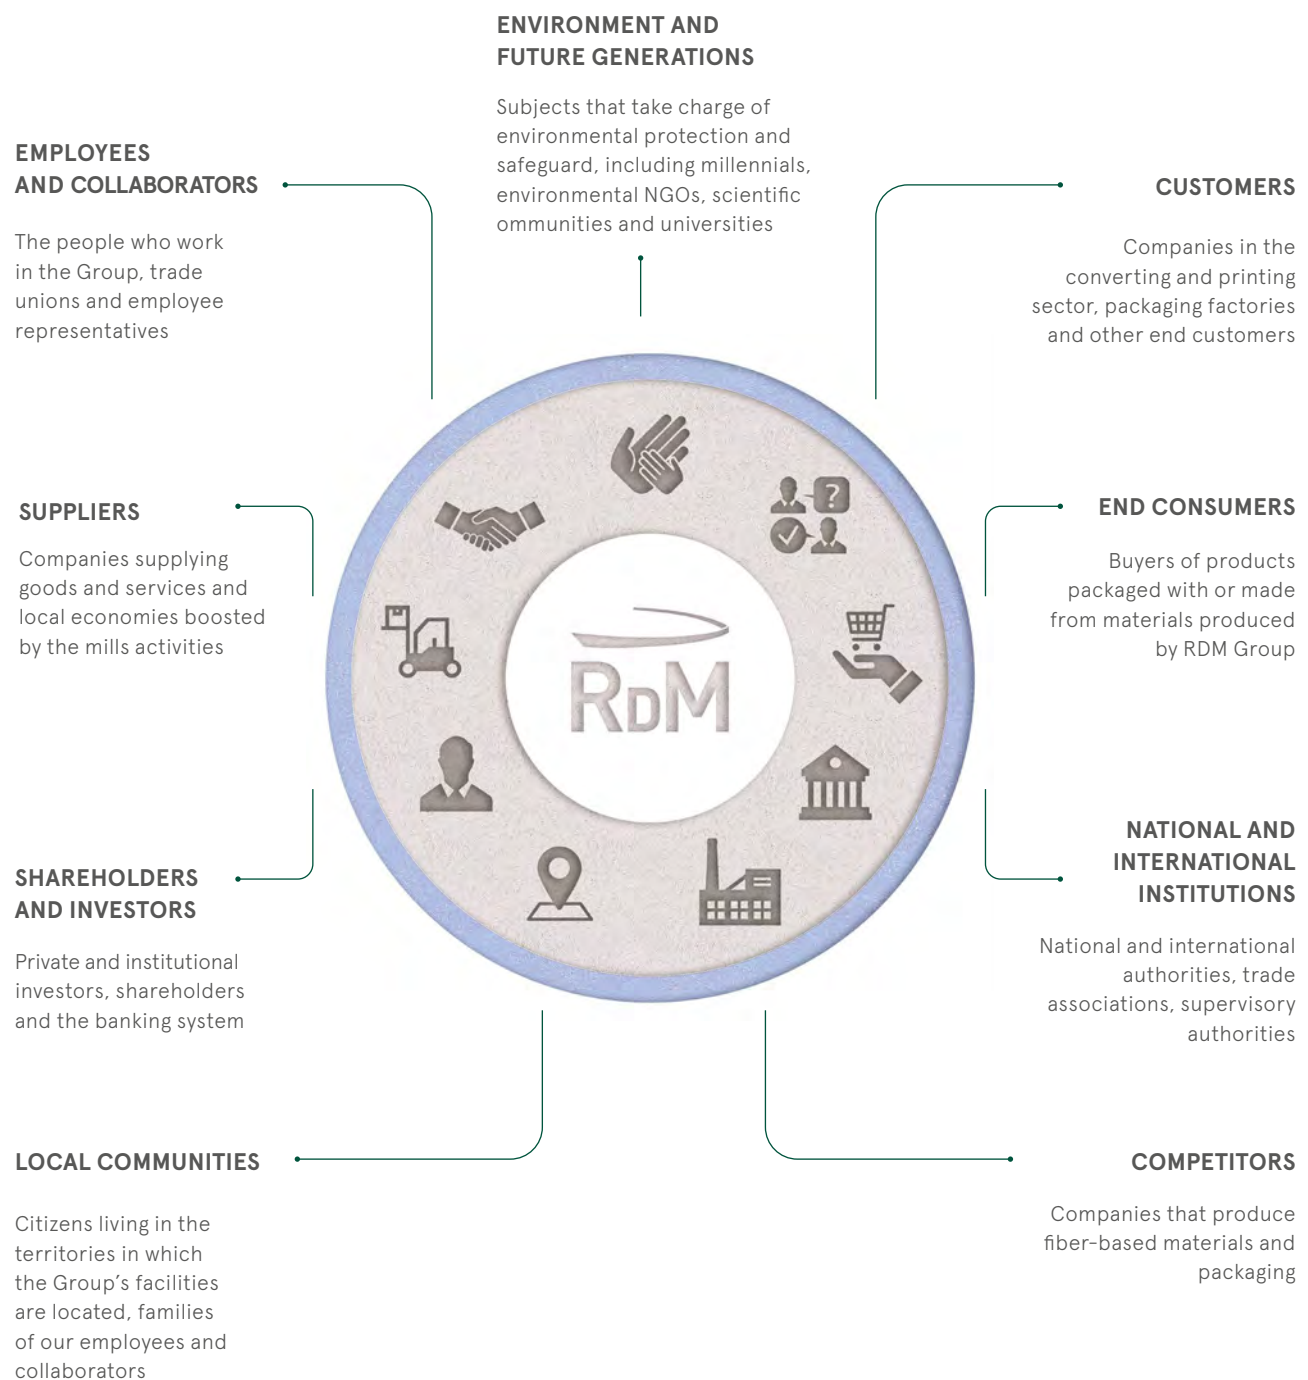 ENVIRONMENT AND
FUTURE GENERATIONS
Subjects that take charge of
environmental protection and
safeguard, including millennials,
environmental NGOs, scientific
ommunities and universities
EMPLOYEES
AND COLLABORATORS
The people who work
in the Group, trade
unions and employee
representatives
CUSTOMERS
Companies in the
converting and printing
sector, packaging factories
and other end customers
SUPPLIERS
Companies supplying
goods and services and
local economies boosted
by the mills activities
END CONSUMERS
Buyers of products
packaged with or made
from materials produced
by RDM Group
?
RDM
SHAREHOLDERS
AND INVESTORS
Private and institutional
investors, shareholders
and the banking system
NATIONAL AND
INTERNATIONAL
INSTITUTIONS
National and international
authorities, trade
associations, supervisory
authorities
LOCAL COMMUNITIES
Citizens living in the
territories in which
the Group's facilities
are located, families
of our employees and
collaborators
COMPETITORS
Companies that produce
fiber-based materials and
packaging